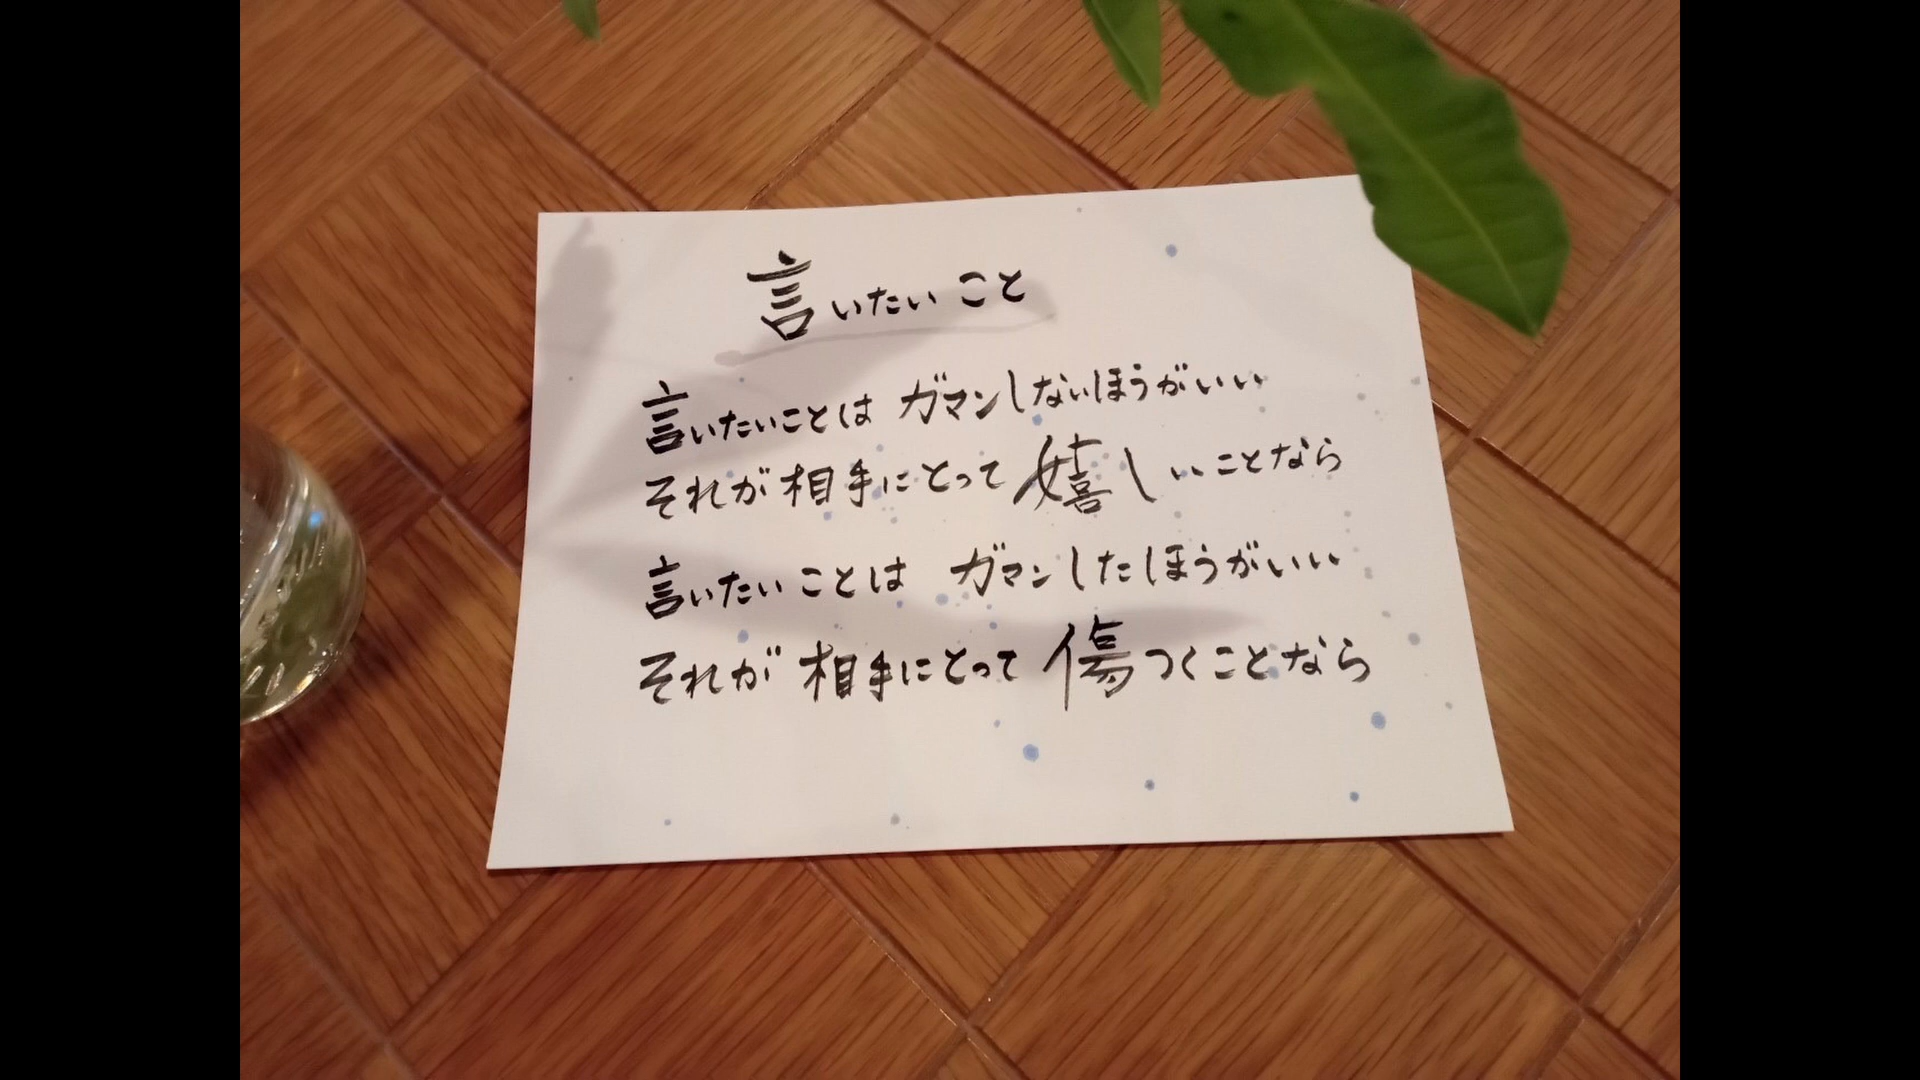 言いたいこと
言いたいことは ガマンしないほうがいい
それが相手にとって嬉しいことなら
言いたいことは ガマンしたほうがいい
それが相手にとって傷つくことなら